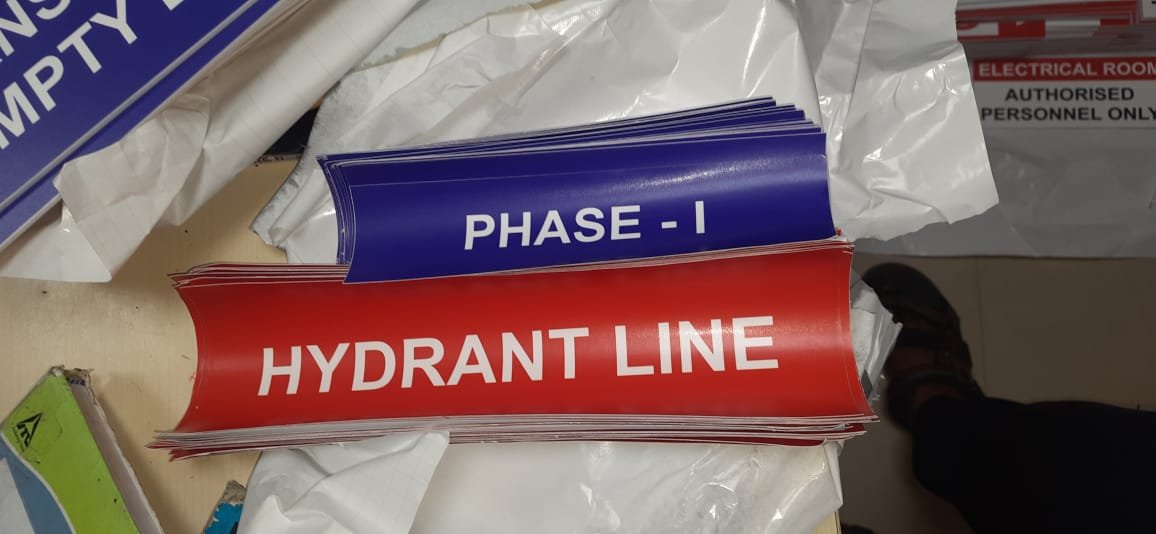 MPTY
ELECTRICAL ROOM
AUTHORISED
PERSONNEL ONLY
PHASE - I
HYDRANT LINE